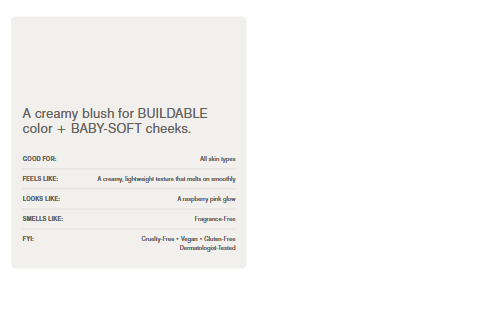 A creamy blush for BUILDABLE
color + BABY-SOFT cheeks.
GOOD FOR: All skin types
FEELS LIKE: A creamy, lightweight texture that melts on smoothly
LOOKS LIKE: A raspberry pink glow
SMELLS LIKE: Fragrance-Free
FYI: Cruelty-Free • Vegan • Gluten-Free
Dermatologist-Tested